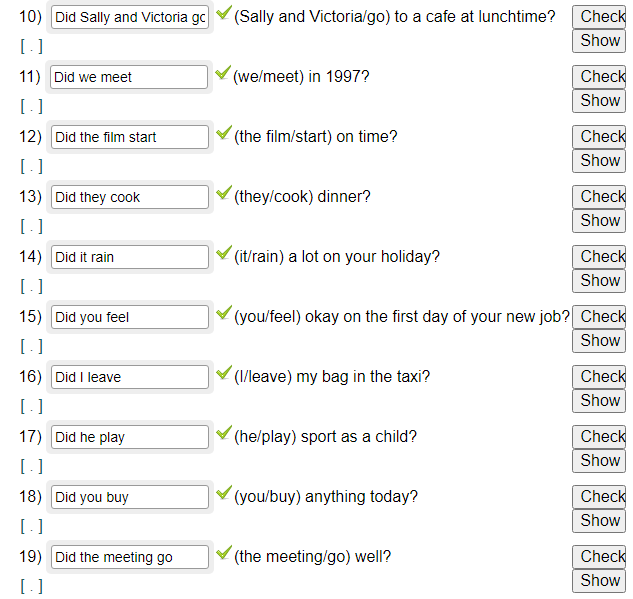 10) Did Sally and Victoria go (Sally and Victoria/go) to a cafe at lunchtime? Check
[ . ] Show
11) Did we meet (we/meet) in 1997? Check
[ . ] Show
12) Did the film start (the film/start) on time? Check
[ . ] Show
13) Did they cook (they/cook) dinner? Check
[ . ] Show
14) Did it rain (it/rain) a lot on your holiday? Check
[ . ] Show
15) Did you feel (you/feel) okay on the first day of your new job? Check
[ . ] Show
16) Did I leave (I/leave) my bag in the taxi? Check
[ . ] Show
17) Did he play (he/play) sport as a child? Check
[ . ] Show
18) Did you buy (you/buy) anything today? Check
[ . ] Show
19) Did the meeting go (the meeting/go) well? Check
[ . ] Show